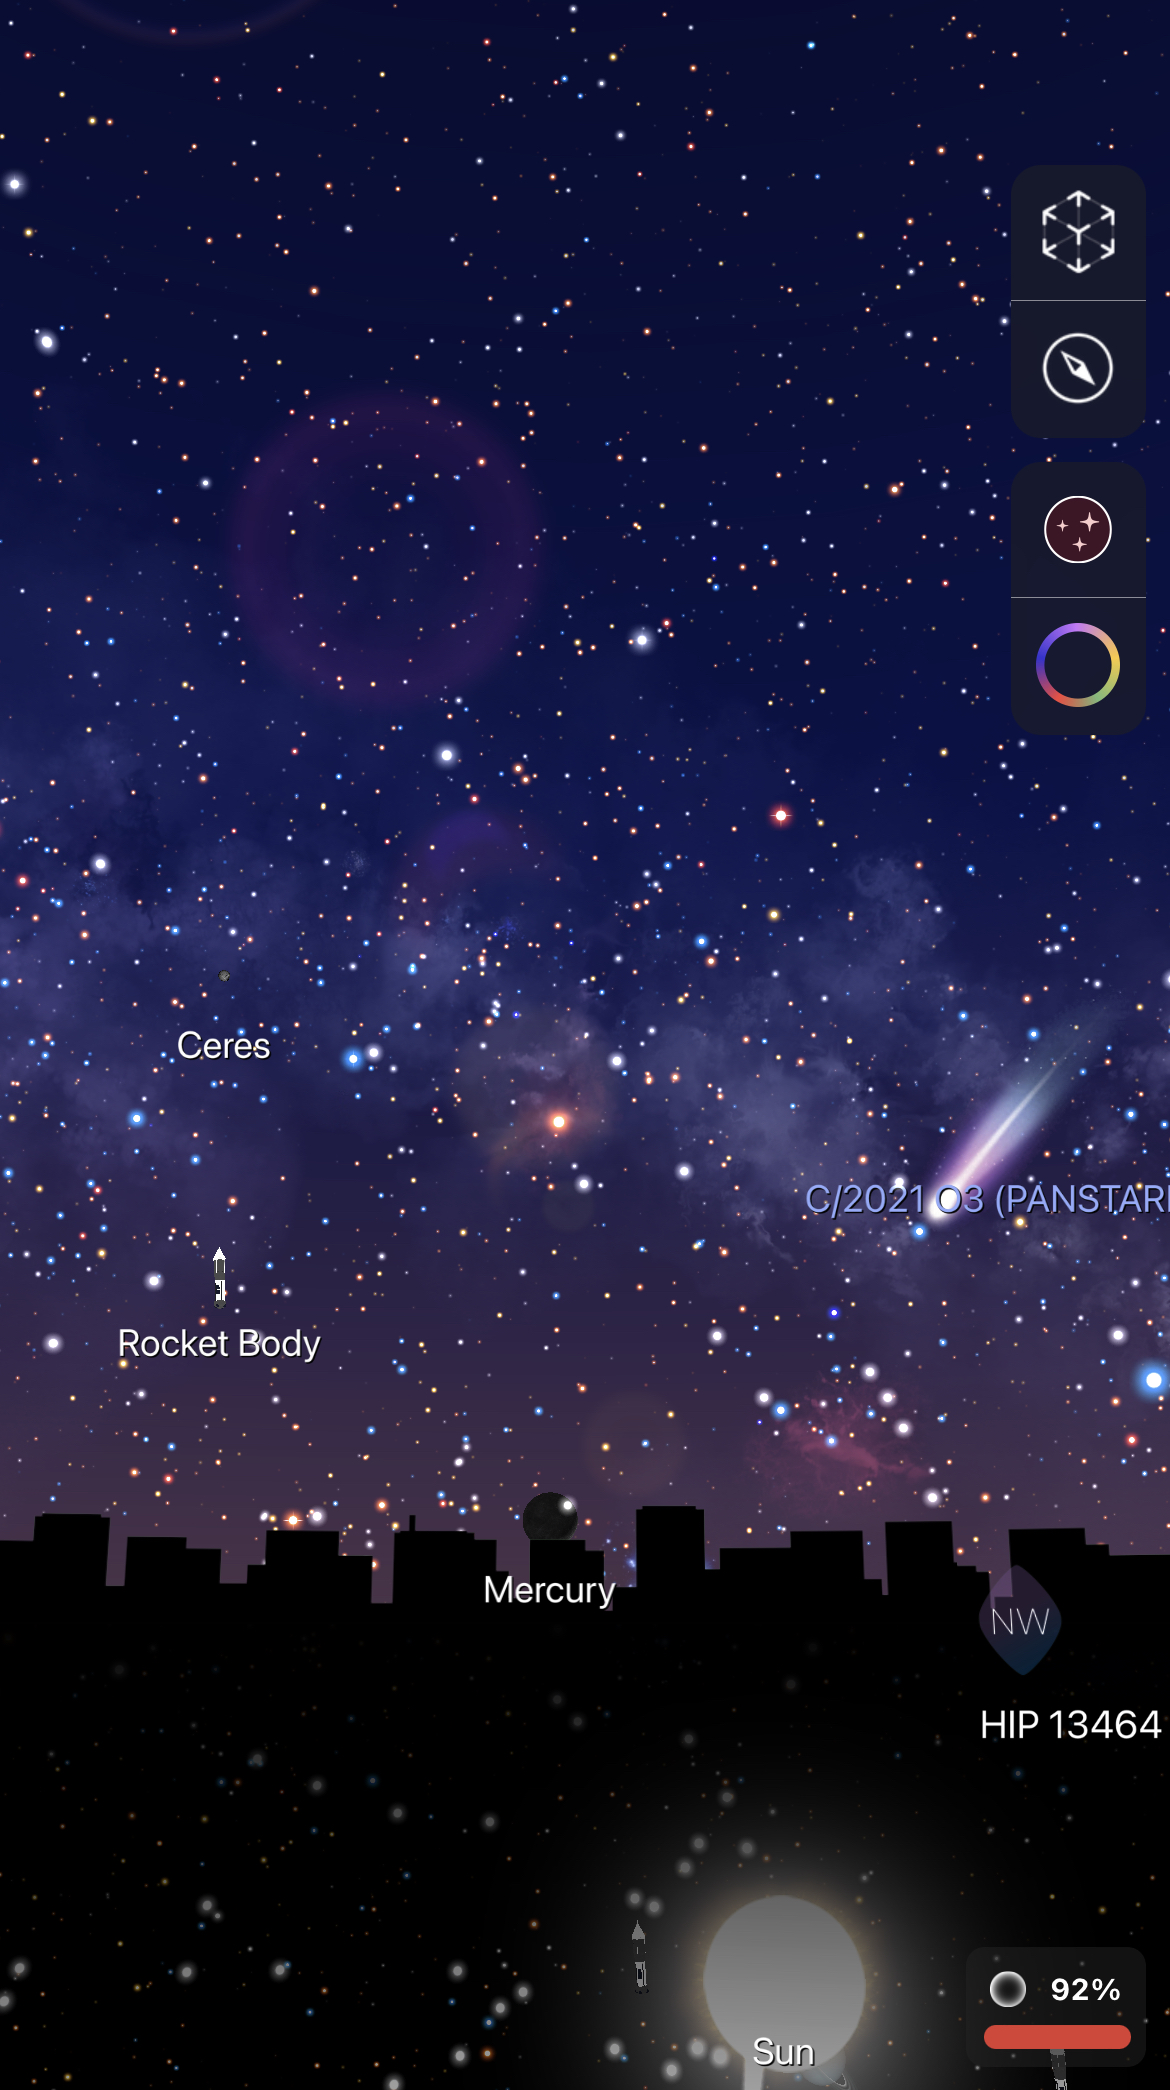 Ceres
C/2021 O3 (PANSTAR
Rocket Body
Mercury
NW
HIP 13464
92%
Sun